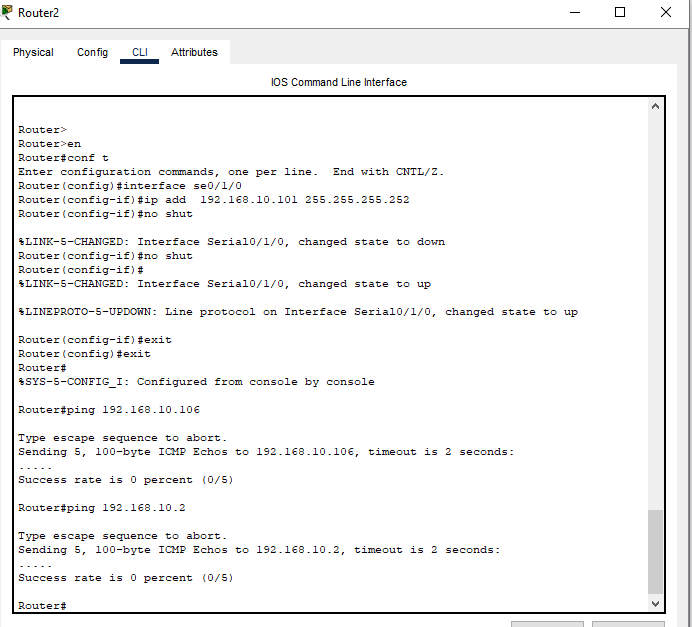 Router2
Physical Config CLI Attributes
IOS Command Line Interface
Router>
Router>en
Router#conf t
Enter configuration commands, one per line.  End with CNTL/Z.
Router(config)#interface se0/1/0
Router(config-if)#ip add  192.168.10.101 255.255.255.252
Router(config-if)#no shut
%LINK-5-CHANGED: Interface Serial0/1/0, changed state to down
Router(config-if)#no shut
Router(config-if)#
%LINK-5-CHANGED: Interface Serial0/1/0, changed state to up
%LINEPROTO-5-UPDOWN: Line protocol on Interface Serial0/1/0, changed state to up
Router(config-if)#exit
Router(config)#exit
Router#
%SYS-5-CONFIG_I: Configured from console by console
Router#ping 192.168.10.106
Type escape sequence to abort.
Sending 5, 100-byte ICMP Echos to 192.168.10.106, timeout is 2 seconds:
.....
Success rate is 0 percent (0/5)
Router#ping 192.168.10.2
Type escape sequence to abort.
Sending 5, 100-byte ICMP Echos to 192.168.10.2, timeout is 2 seconds:
.....
Success rate is 0 percent (0/5)
Router#